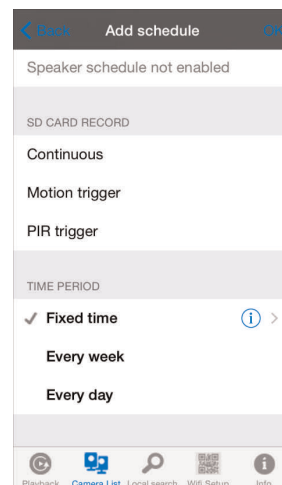 Back Add schedule OK
Speaker schedule not enabled
SD CARD RECORD
Continuous
Motion trigger
PIR trigger
TIME PERIOD
Fixed time
Every week
Every day
Playback Camera List Local search Wifi Setup Info